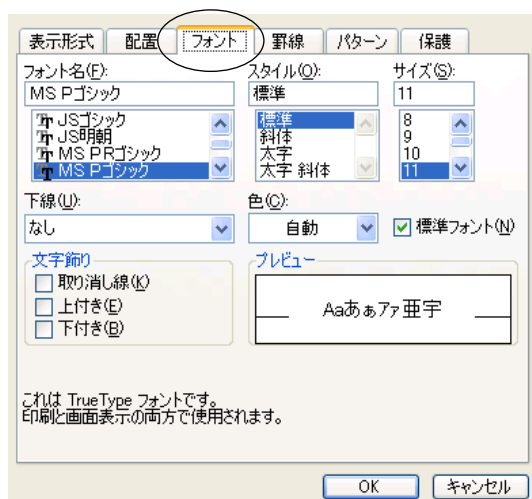 表示形式 配置 フォント 罫線 パターン 保護
フォント名(F): スタイル(O): サイズ(S):
MS Pゴシック 標準 11
JSゴシック 標準 8
JS明朝 斜体 9
MS PRゴシック 太字 10
MS Pゴシック 太字 斜体 11
下線(U): 色(C):
なし 自動 標準フォント(N)
文字飾り プレビュー
取り消し線(K)
上付き(E) Aaあぁアァ亜宇
下付き(B)
これは TrueType フォントです。
印刷と画面表示の両方で使用されます。
OK キャンセル